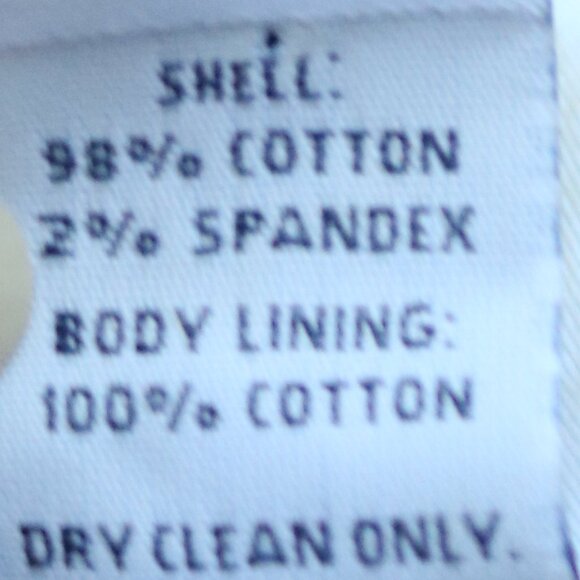 SHELL:
98% COTTON
2% SPANDEX
BODY LINING:
100% COTTON
DRY CLEAN ONLY.